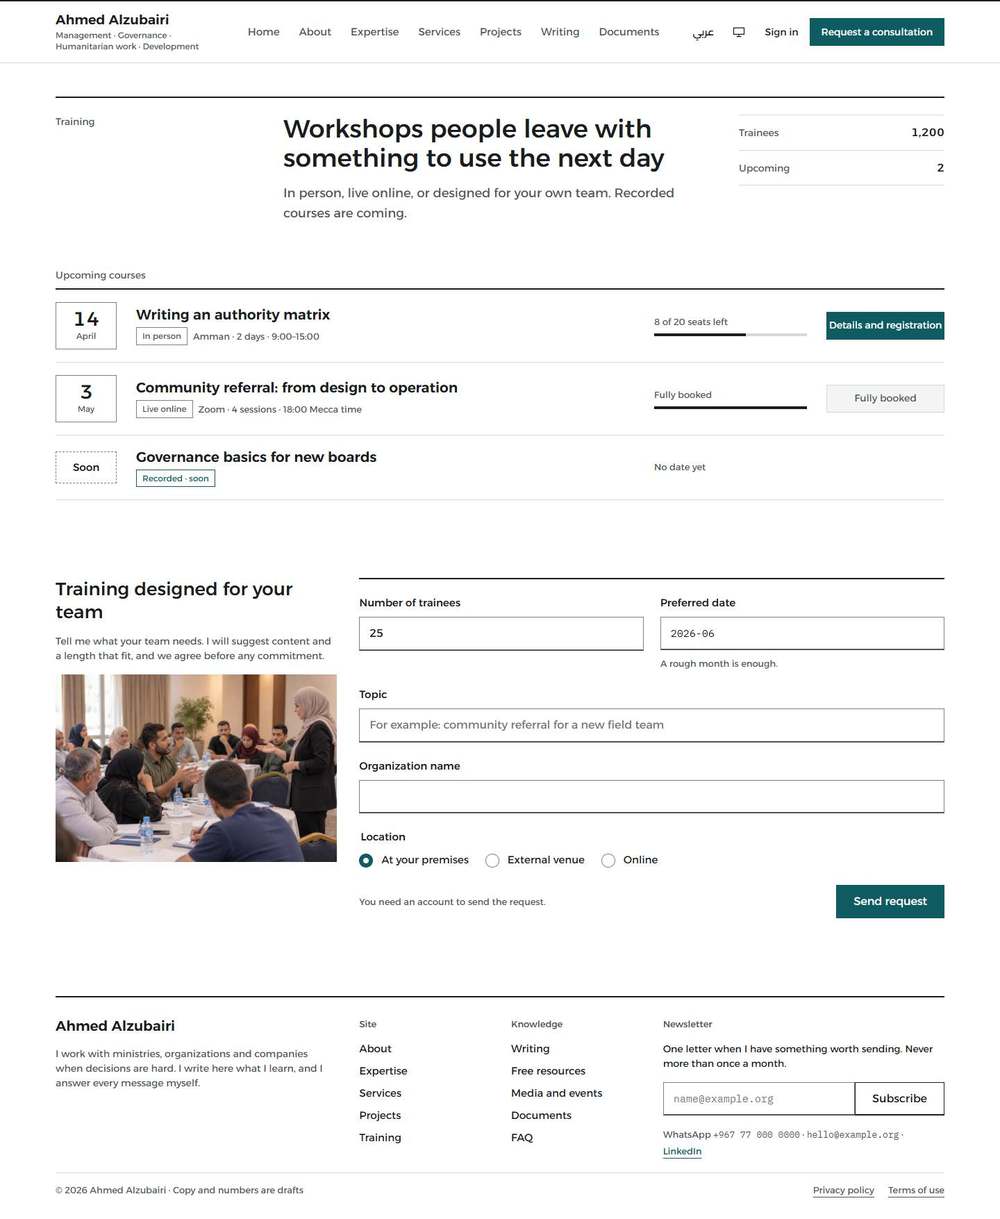 Ahmed Alzubairi
Management · Governance ·
Humanitarian work · Development
Home About Expertise Services Projects Writing Documents
عربي
Sign in
Request a consultation
Training
Workshops people leave with
something to use the next day
In person, live online, or designed for your own team. Recorded
courses are coming.
Trainees 1,200
Upcoming 2
Upcoming courses
14
April
Writing an authority matrix
In person Amman · 2 days · 9:00–15:00
8 of 20 seats left
Details and registration
3
May
Community referral: from design to operation
Live online Zoom · 4 sessions · 18:00 Mecca time
Fully booked
Fully booked
Soon
Governance basics for new boards
Recorded · soon
No date yet
Training designed for your
team
Tell me what your team needs. I will suggest content and
a length that fit, and we agree before any commitment.
Number of trainees
25
Preferred date
2026-06
A rough month is enough.
Topic
For example: community referral for a new field team
Organization name
Location
At your premises External venue Online
You need an account to send the request.
Send request
Ahmed Alzubairi
I work with ministries, organizations and companies
when decisions are hard. I write here what I learn, and I
answer every message myself.
Site
About
Expertise
Services
Projects
Training
Knowledge
Writing
Free resources
Media and events
Documents
FAQ
Newsletter
One letter when I have something worth sending. Never
more than once a month.
name@example.org
Subscribe
WhatsApp +967 77 000 0000 · hello@example.org ·
LinkedIn
© 2026 Ahmed Alzubairi · Copy and numbers are drafts
Privacy policy Terms of use